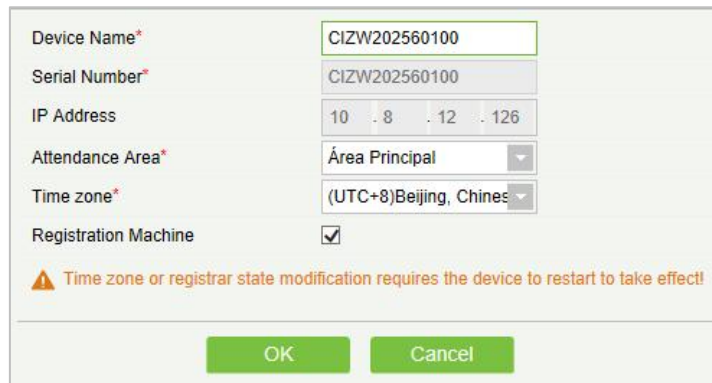 Device Name* CIZW202560100
Serial Number* CIZW202560100
IP Address 10 . 8 . 12 . 126
Attendance Area* Área Principal
Time zone* (UTC+8)Beijing, Chines
Registration Machine
Time zone or registrar state modification requires the device to restart to take effect!
OK Cancel